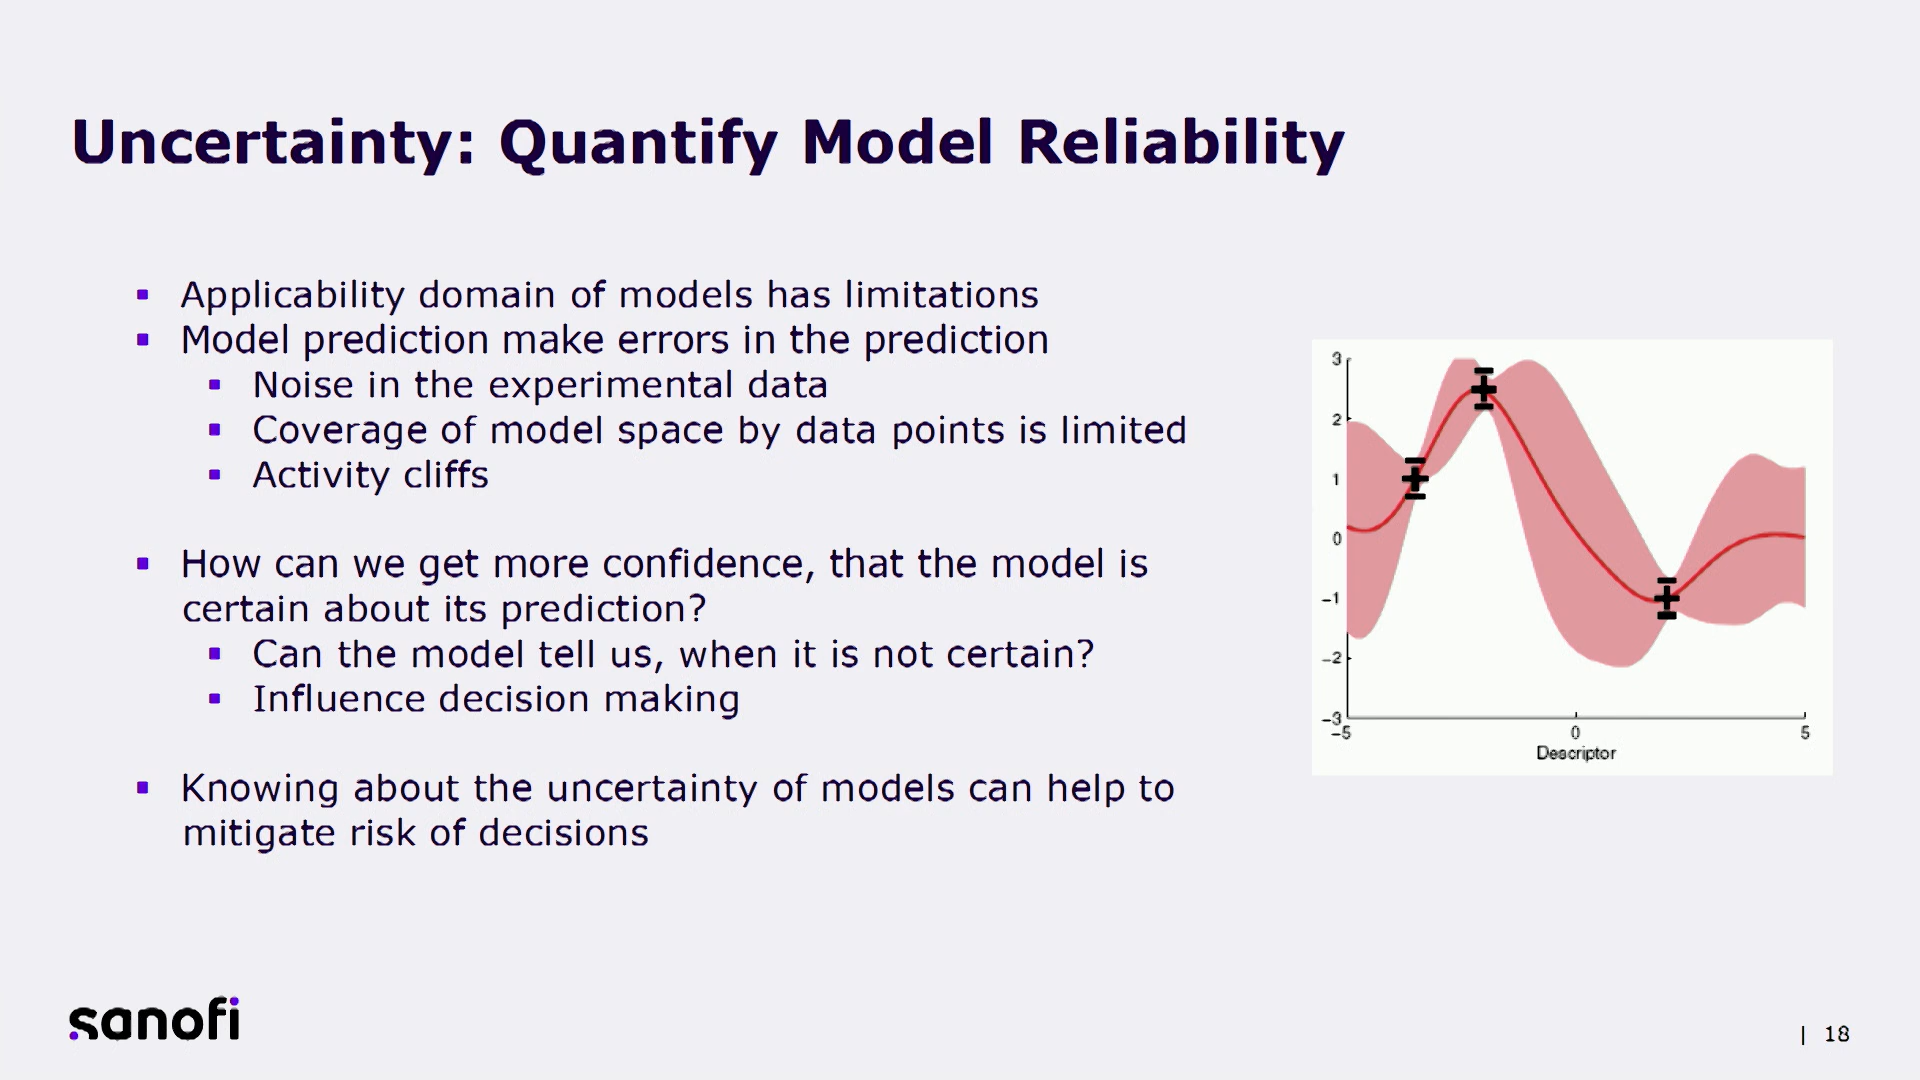 Uncertainty: Quantify Model Reliability
▪ Applicability domain of models has limitations
▪ Model prediction make errors in the prediction
▪ Noise in the experimental data
▪ Coverage of model space by data points is limited
▪ Activity cliffs
▪ How can we get more confidence, that the model is
certain about its prediction?
▪ Can the model tell us, when it is not certain?
▪ Influence decision making
▪ Knowing about the uncertainty of models can help to
mitigate risk of decisions
3
2
1
0
−1
−2
−3
−5 0 5
Descriptor
sanofi
| 18